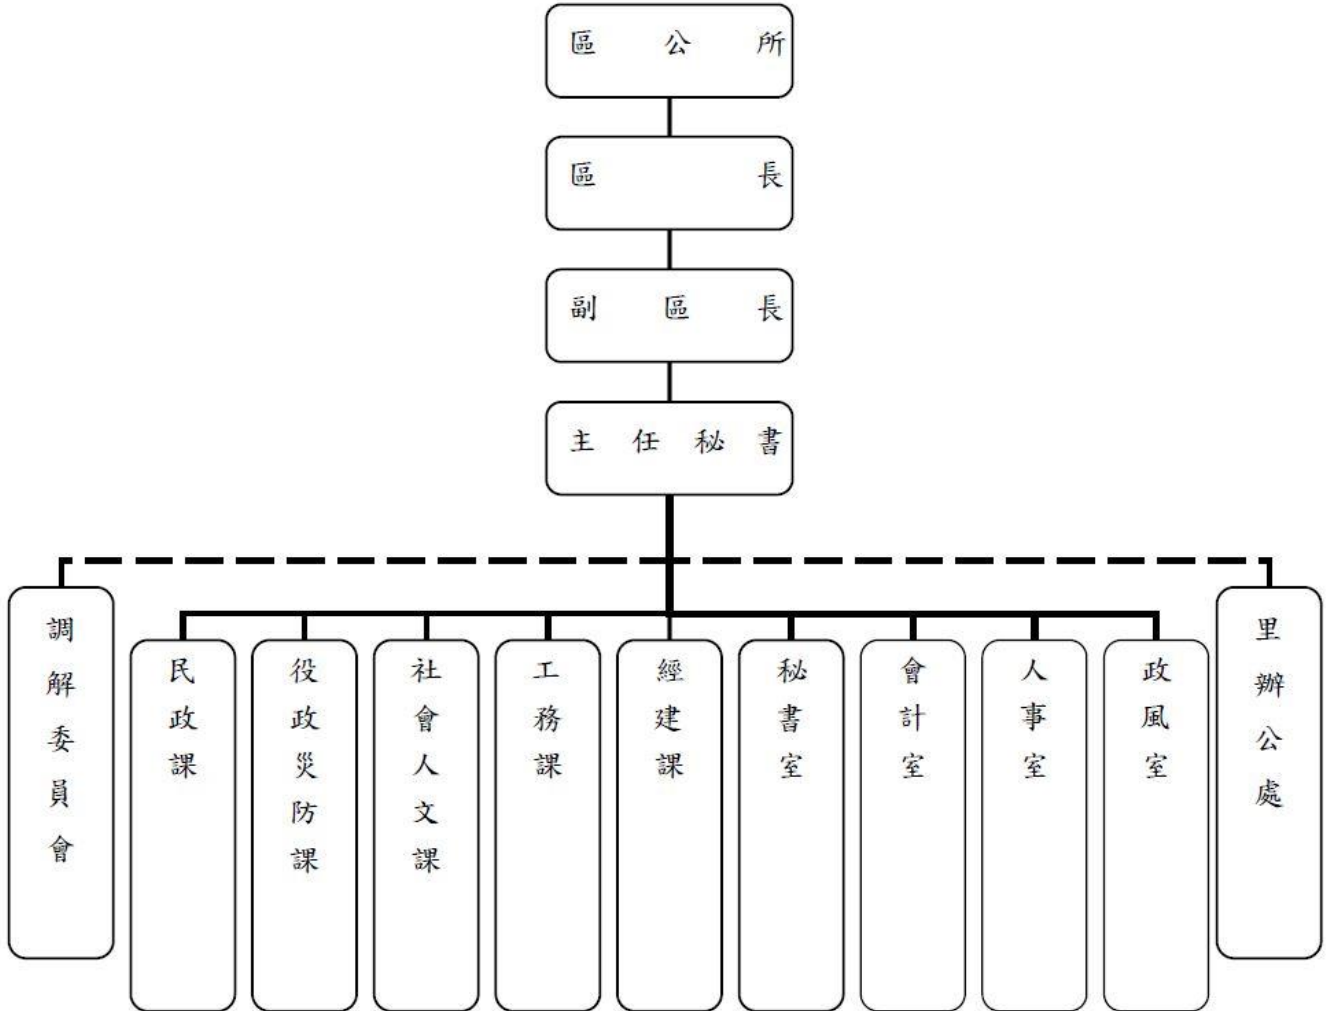 區公所
區長
副區長
主任秘書
調解委員會
民政課
役政災防課
社會人文課
工務課
經建課
秘書室
會計室
人事室
政風室
里辦公處